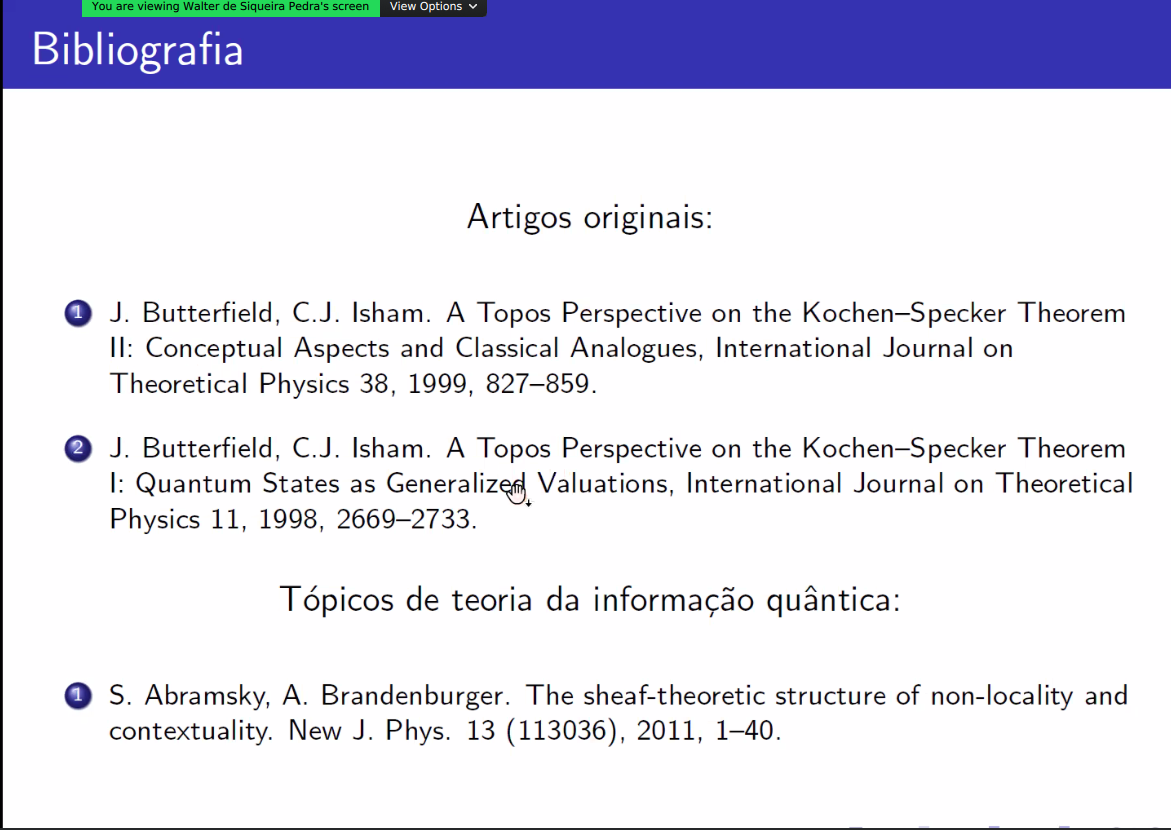 You are viewing Walter de Siqueira Pedra's screen View Options
Bibliografia
Artigos originais:
1 J. Butterfield, C.J. Isham. A Topos Perspective on the Kochen–Specker Theorem
II: Conceptual Aspects and Classical Analogues, International Journal on
Theoretical Physics 38, 1999, 827–859.
2 J. Butterfield, C.J. Isham. A Topos Perspective on the Kochen–Specker Theorem
I: Quantum States as Generalized Valuations, International Journal on Theoretical
Physics 11, 1998, 2669–2733.
Tópicos de teoria da informação quântica:
1 S. Abramsky, A. Brandenburger. The sheaf-theoretic structure of non-locality and
contextuality. New J. Phys. 13 (113036), 2011, 1–40.